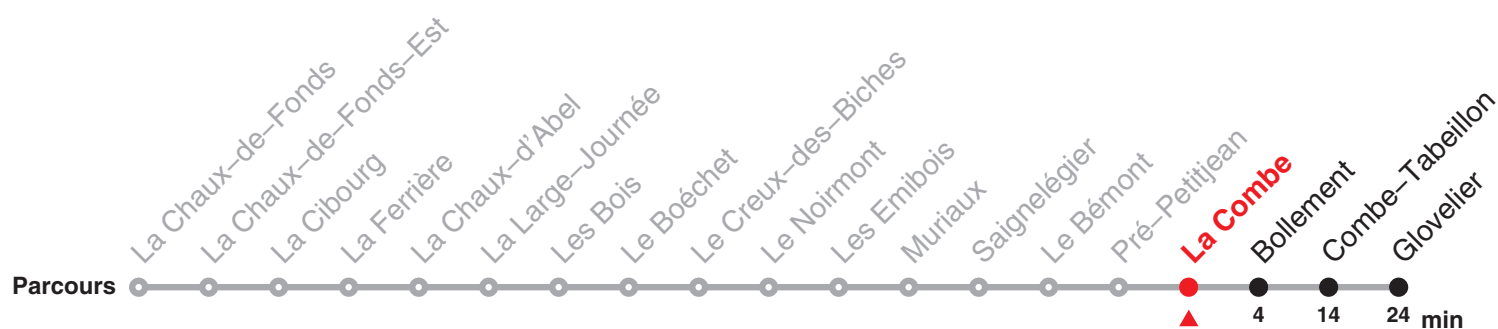 La Chaux–de–Fonds
La Chaux–de–Fonds–Est
La Cibourg
La Ferrière
La Chaux–d'Abel
La Large–Journée
Les Bois
Le Boéchet
Le Creux–des–Biches
Le Noirmont
Les Emibois
Muriaux
Saignelégier
Le Bémont
Pré–Petitjean
La Combe
Bollement
Combe–Tabeillon
Glovelier
Parcours
4 14 24 min